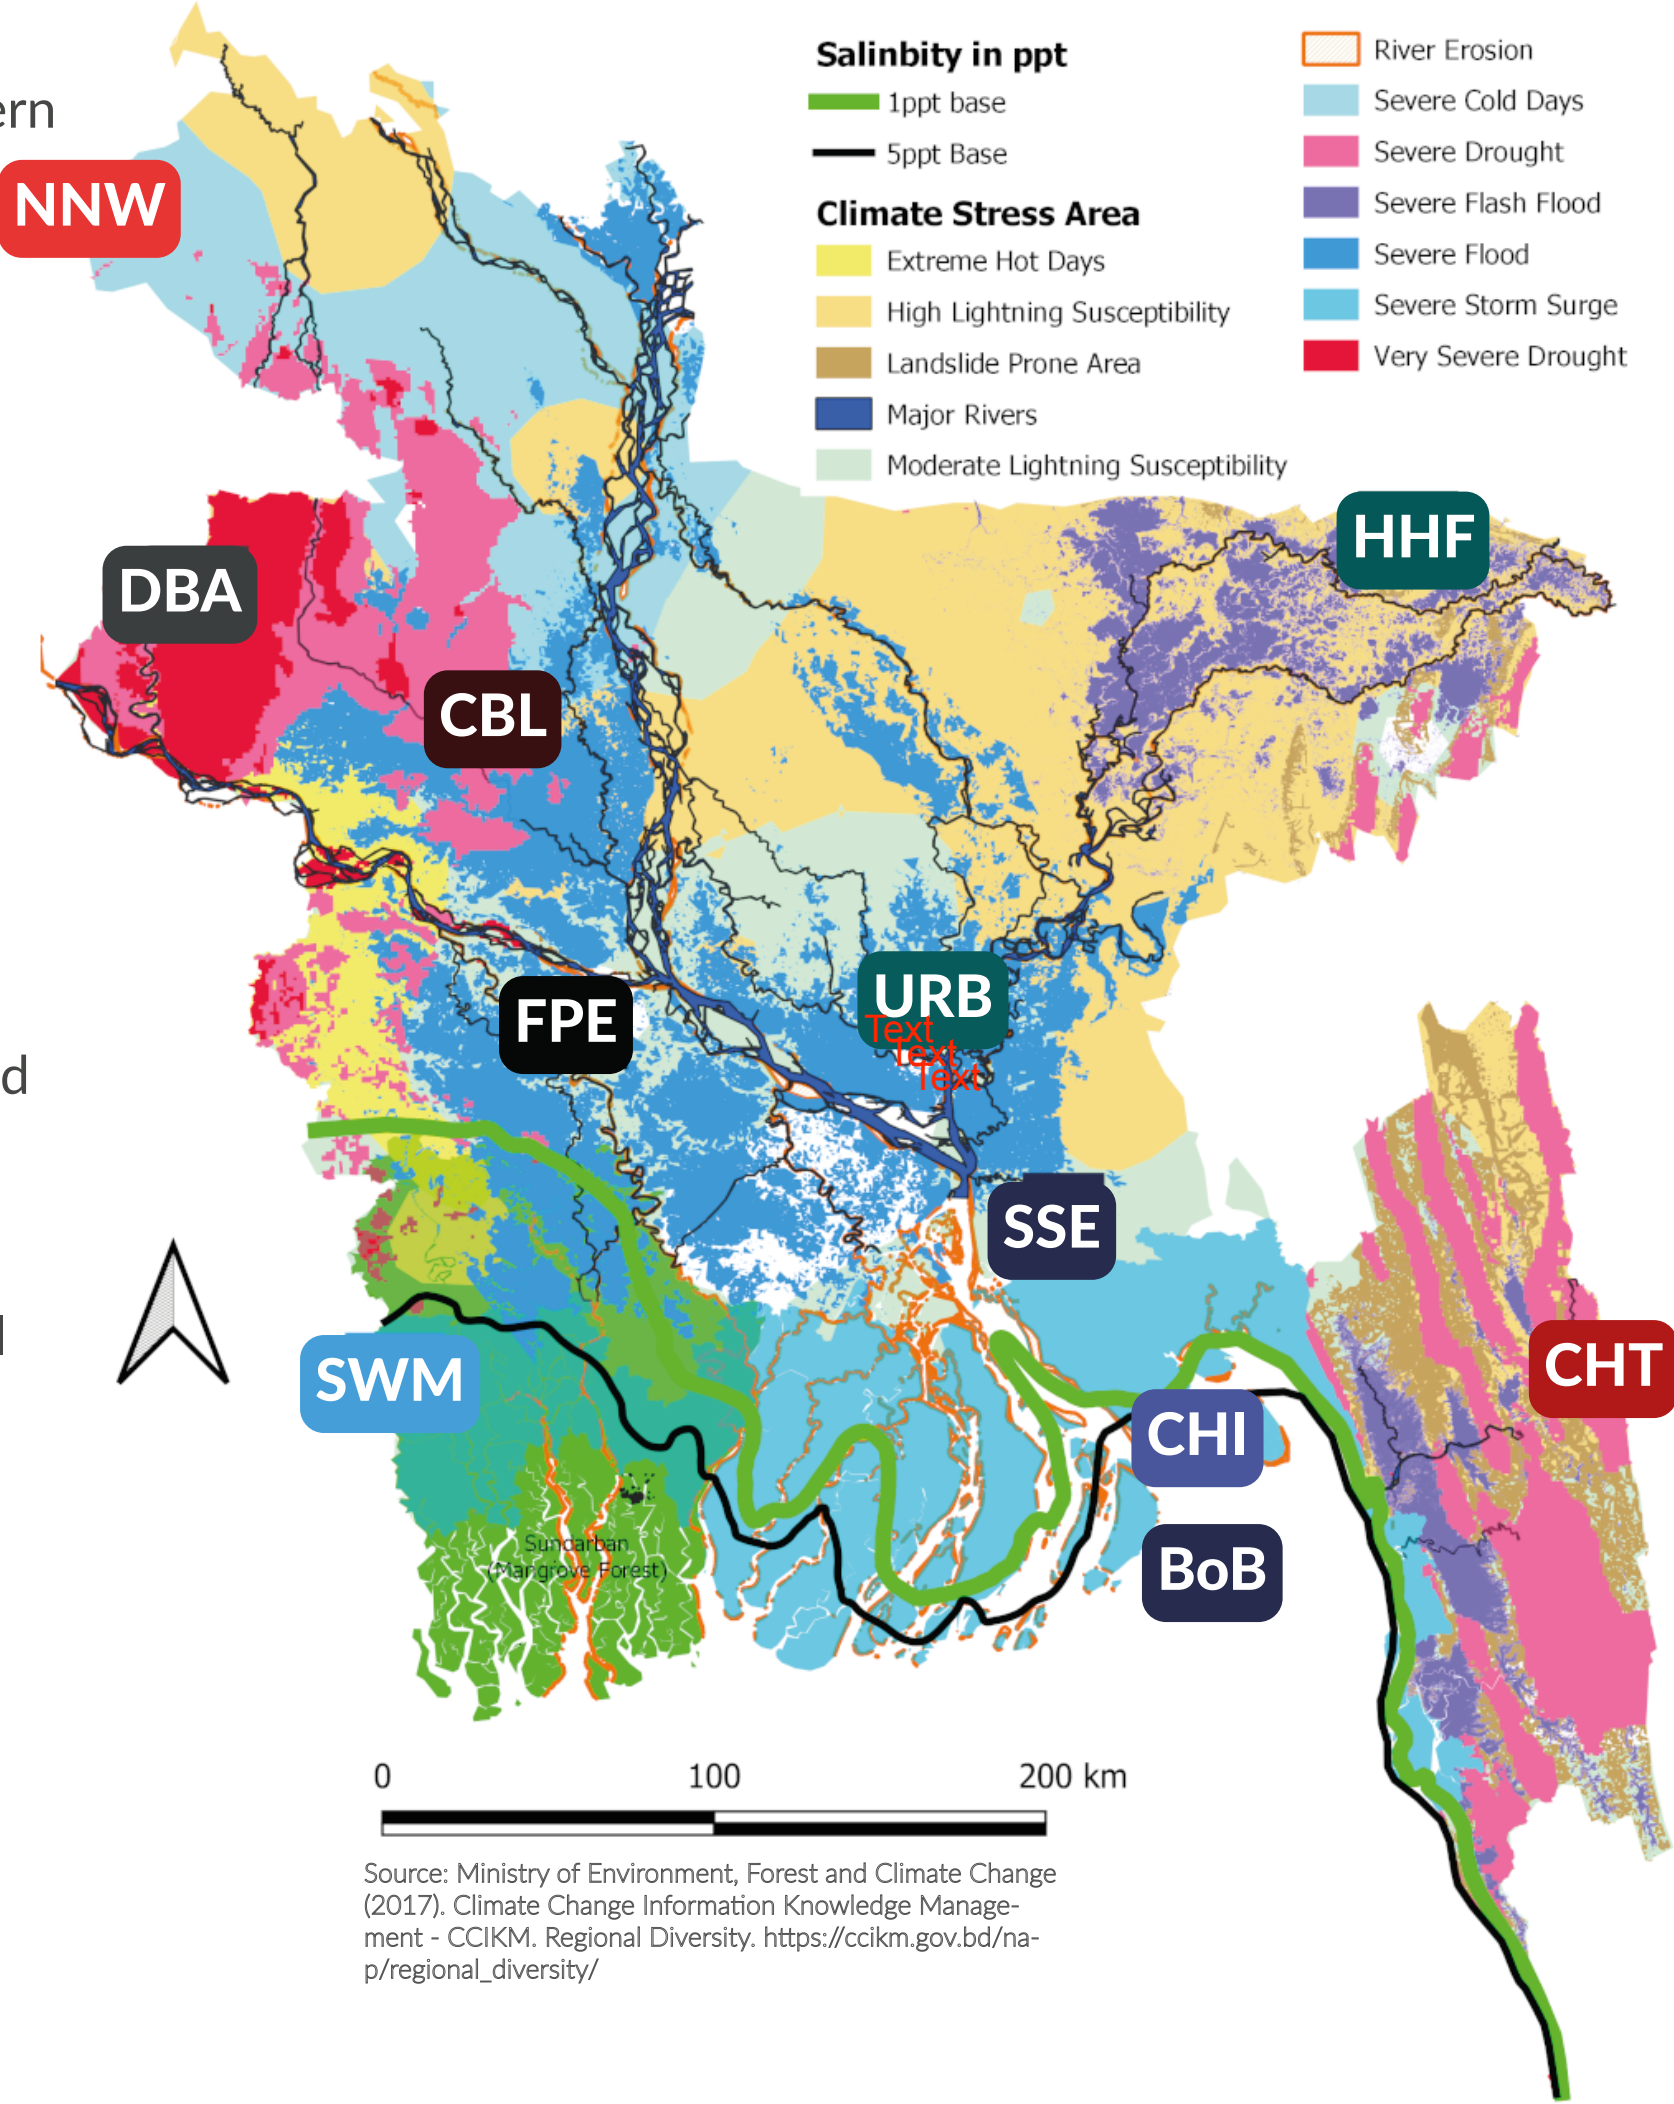 ern
NNW
Salinbity in ppt
1ppt base
5ppt Base
Climate Stress Area
Extreme Hot Days
High Lightning Susceptibility
Landslide Prone Area
Major Rivers
Moderate Lightning Susceptibility
River Erosion
Severe Cold Days
Severe Drought
Severe Flash Flood
Severe Flood
Severe Storm Surge
Very Severe Drought
HHF
DBA
CBL
URB
Text
Text
Text
FPE
d
SSE
SWM
CHT
CHI
BoB
Sundarban
(Mangrove Forest)
0 100 200 km
Source: Ministry of Environment, Forest and Climate Change
(2017). Climate Change Information Knowledge Manage-
ment - CCIKM. Regional Diversity. https://ccikm.gov.bd/na-
p/regional_diversity/